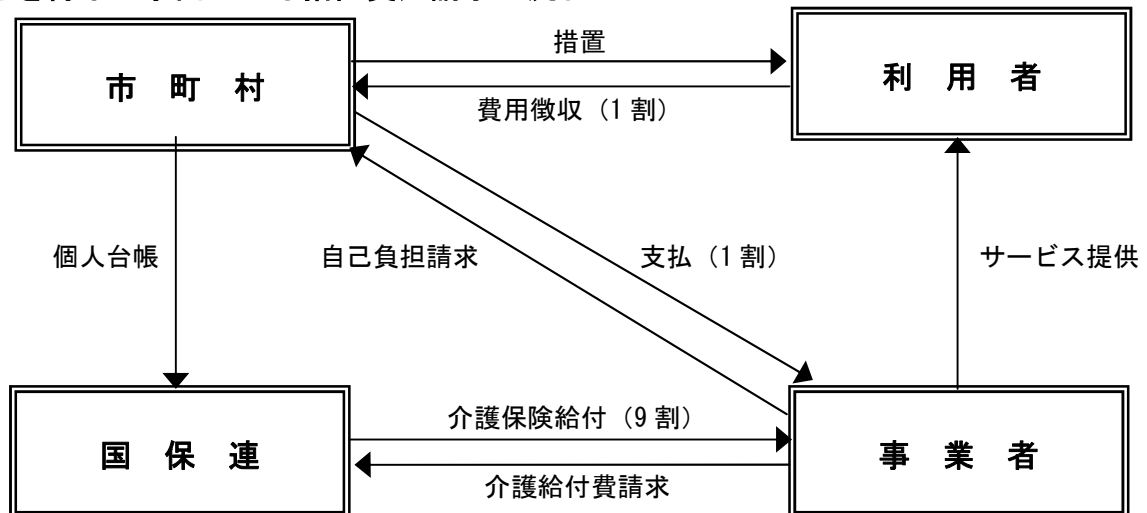 措置
市 町 村
利 用 者
費用徴収（1割）
個人台帳
自己負担請求
支払（1割）
サービス提供
介護保険給付（9割）
国 保 連
事 業 者
介護給付費請求